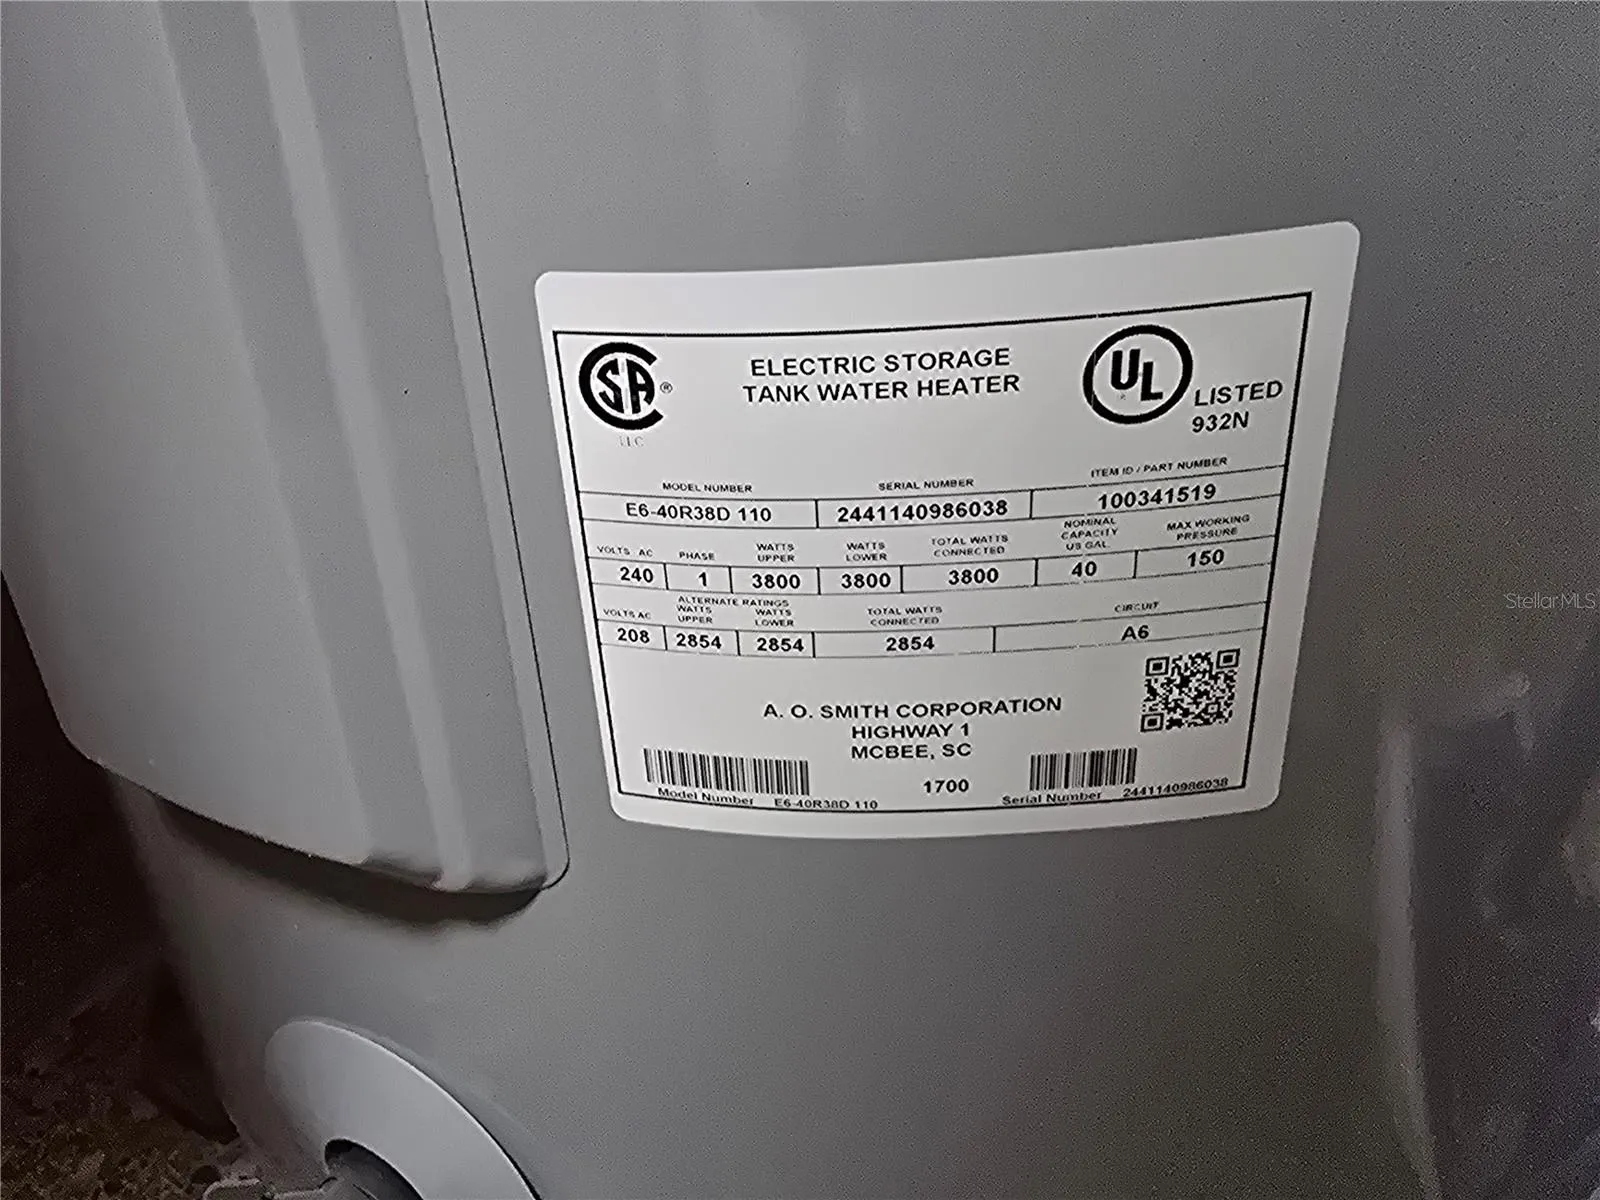 SA ®
LLC
ELECTRIC STORAGE
TANK WATER HEATER
UL
R
LISTED
932N
MODEL NUMBER SERIAL NUMBER ITEM ID / PART NUMBER
E6-40R38D 110 2441140986038 100341519
VOLTS AC PHASE WATTS UPPER WATTS LOWER TOTAL WATTS CONNECTED NOMINAL CAPACITY US GAL. MAX WORKING PRESSURE
240 1 3800 3800 3800 40 150
ALTERNATE RATINGS
VOLTS AC WATTS UPPER WATTS LOWER TOTAL WATTS CONNECTED CIRCUIT
208 2854 2854 2854 A6
A. O. SMITH CORPORATION
HIGHWAY 1
MCBEE, SC
1700
Model Number E6-40R38D 110 Serial Number 2441140986038
StellarMLS